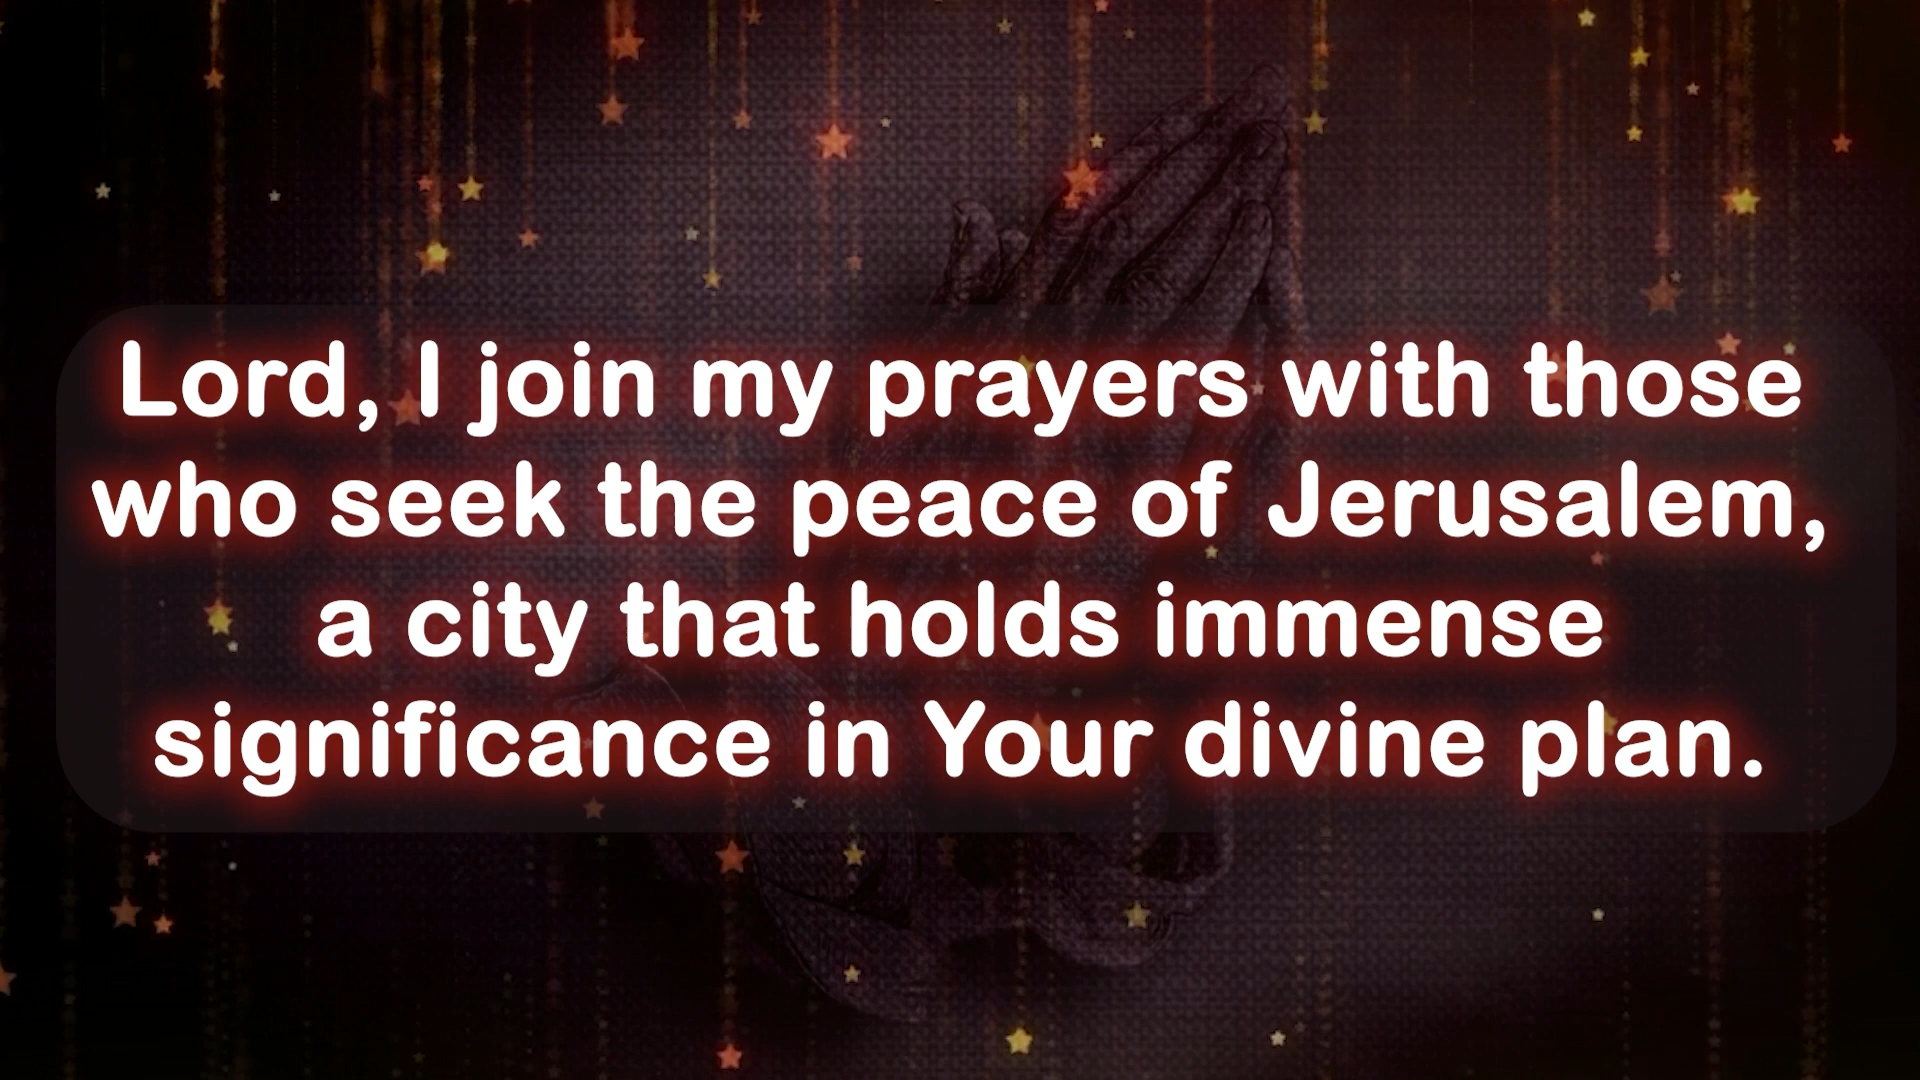 Lord, I join my prayers with those
who seek the peace of Jerusalem,
a city that holds immense
significance in Your divine plan.